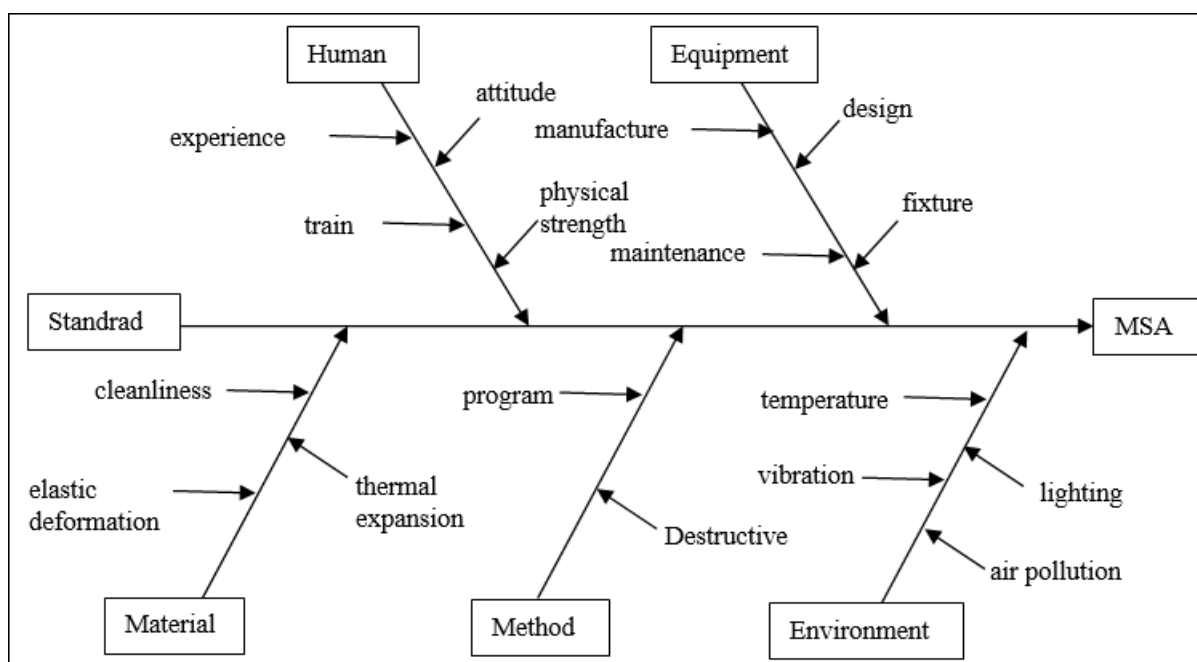 Human
Equipment
attitude
design
manufacture
experience
physical
strength
fixture
train
maintenance
Standrad
MSA
cleanliness
program
temperature
vibration
elastic
deformation
thermal
expansion
lighting
Destructive
air pollution
Material
Method
Environment